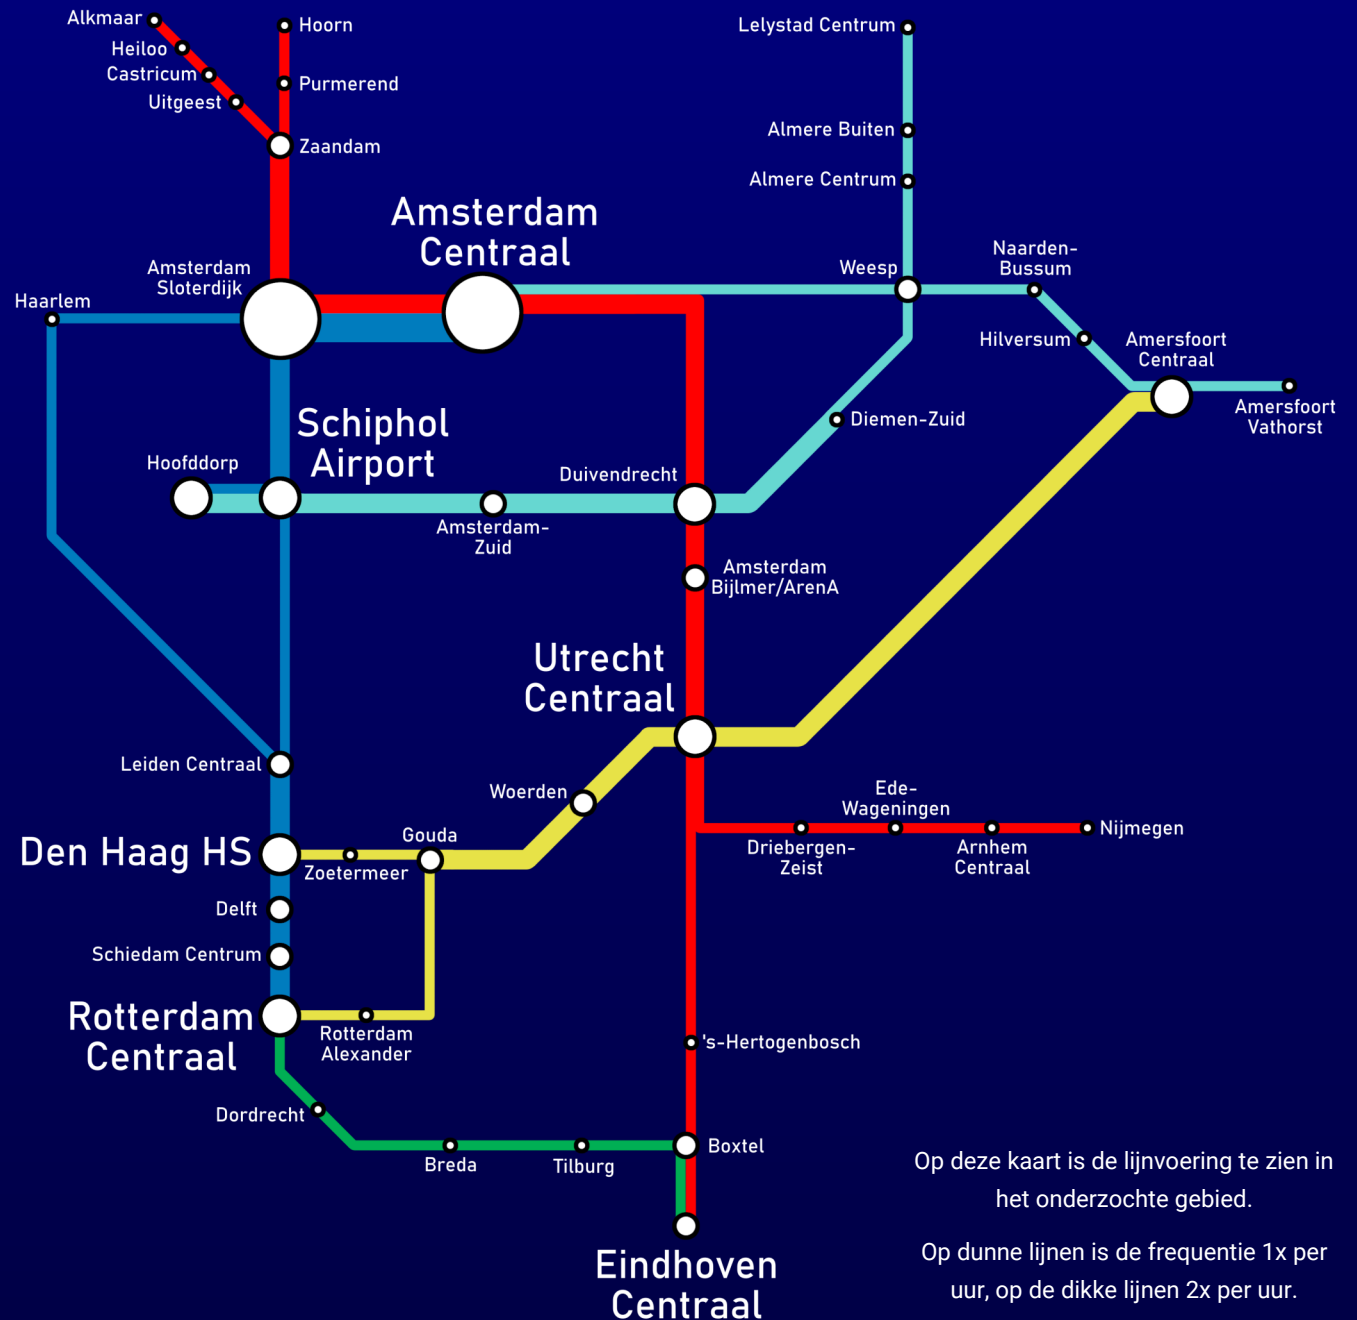 Alkmaar
Hoorn
Lelystad Centrum
Heiloo
Castricum
Purmerend
Uitgeest
Almere Buiten
Zaandam
Almere Centrum
Amsterdam
Centraal
Naarden-
Bussum
Amsterdam
Sloterdijk
Weesp
Haarlem
Hilversum
Amersfoort
Centraal
Amersfoort
Vathorst
Schiphol
Airport
Diemen-Zuid
Hoofddorp
Duivendrecht
Amsterdam-
Zuid
Amsterdam
Bijlmer/ArenA
Utrecht
Centraal
Leiden Centraal
Woerden
Ede-
Wageningen
Gouda
Nijmegen
Den Haag HS
Zoetermeer
Driebergen-
Zeist
Arnhem
Centraal
Delft
Schiedam Centrum
Rotterdam
Centraal
Rotterdam
Alexander
's-Hertogenbosch
Dordrecht
Breda
Tilburg
Boxtel
Eindhoven
Centraal
Op deze kaart is de lijnvoering te zien in
het onderzochte gebied.
Op dunne lijnen is de frequentie 1x per
uur, op de dikke lijnen 2x per uur.